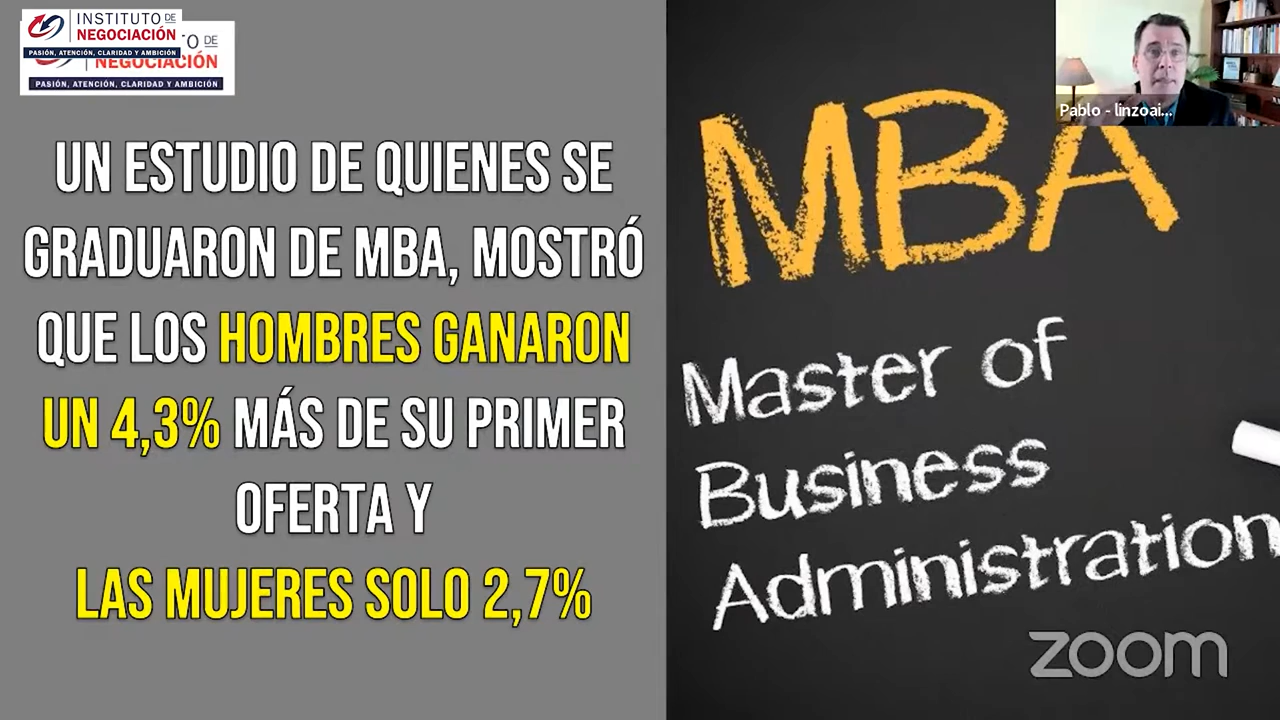 INSTITUTO DE
NEGOCIACIÓN
PASIÓN, ATENCIÓN, CLARIDAD Y AMBICIÓN
O DE
NEGOCIACIÓN
PASIÓN, ATENCIÓN, CLARIDAD Y AMBICIÓN
UN ESTUDIO DE QUIENES SE
GRADUARON DE MBA, MOSTRÓ
QUE LOS HOMBRES GANARON
UN 4,3% MÁS DE SU PRIMER
OFERTA Y
LAS MUJERES SOLO 2,7%
MBA
Master of
Business
Administration
Pablo - linzoai...
zoom